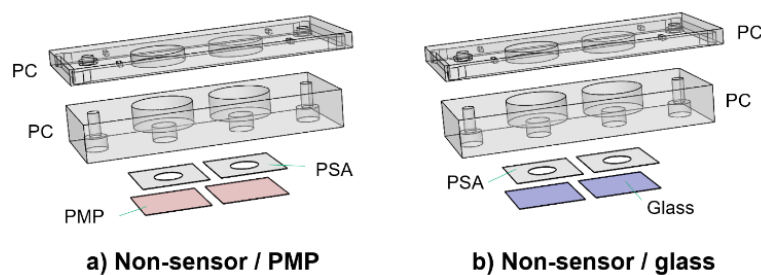 PC
PC
PSA
PMP
a) Non-sensor / PMP
PC
PC
PSA
Glass
b) Non-sensor / glass